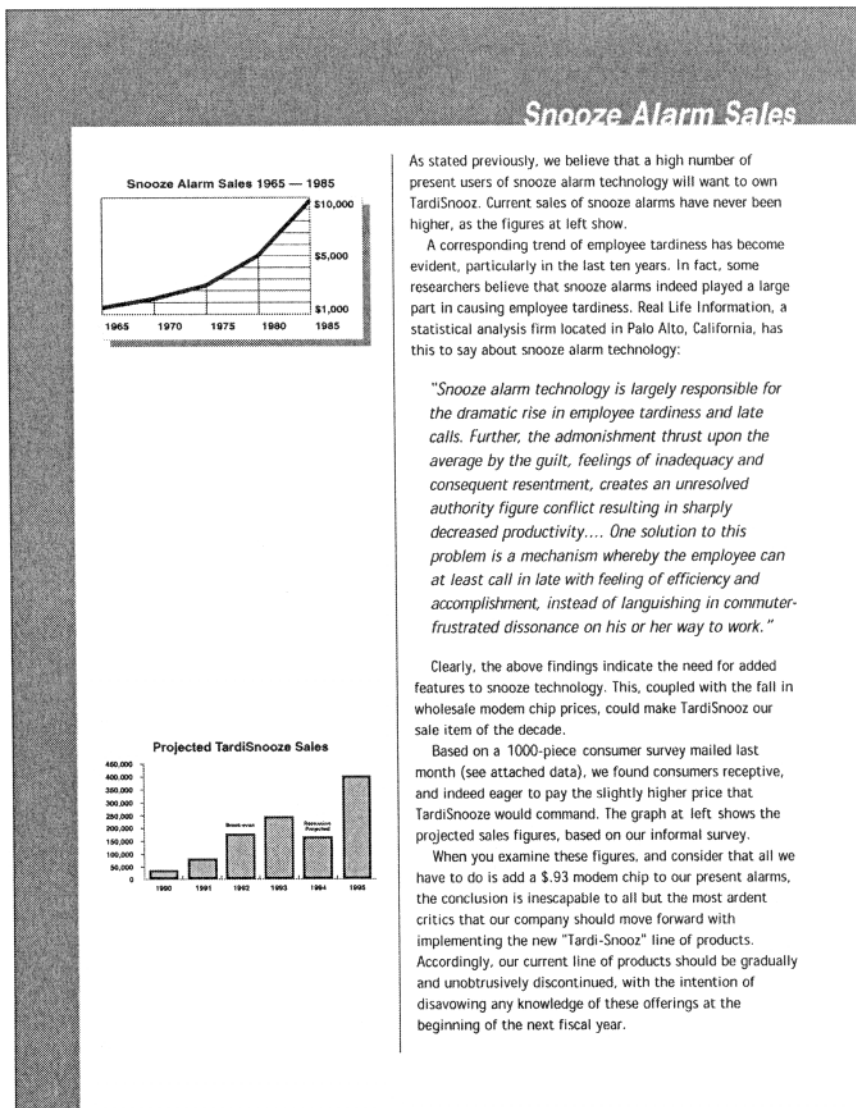 Snooze Alarm Sales
Snooze Alarm Sales 1965 — 1985
$10,000
$5,000
$1,000
1965 1970 1975 1980 1985
As stated previously, we believe that a high number of
present users of snooze alarm technology will want to own
TardiSnooz. Current sales of snooze alarms have never been
higher, as the figures at left show.
A corresponding trend of employee tardiness has become
evident, particularly in the last ten years. In fact, some
researchers believe that snooze alarms indeed played a large
part in causing employee tardiness. Real Life Information, a
statistical analysis firm located in Palo Alto, California, has
this to say about snooze alarm technology:
"Snooze alarm technology is largely responsible for
the dramatic rise in employee tardiness and late
calls. Further, the admonishment thrust upon the
average by the guilt, feelings of inadequacy and
consequent resentment, creates an unresolved
authority figure conflict resulting in sharply
decreased productivity.... One solution to this
problem is a mechanism whereby the employee can
at least call in late with feeling of efficiency and
accomplishment, instead of languishing in commuter-
frustrated dissonance on his or her way to work."
Clearly, the above findings indicate the need for added
features to snooze technology. This, coupled with the fall in
wholesale modem chip prices, could make TardiSnooz our
sale item of the decade.
Based on a 1000-piece consumer survey mailed last
month (see attached data), we found consumers receptive,
and indeed eager to pay the slightly higher price that
TardiSnooze would command. The graph at left shows the
projected sales figures, based on our informal survey.
When you examine these figures, and consider that all we
have to do is add a $.93 modem chip to our present alarms,
the conclusion is inescapable to all but the most ardent
critics that our company should move forward with
implementing the new "Tardi-Snooz" line of products.
Accordingly, our current line of products should be gradually
and unobtrusively discontinued, with the intention of
disavowing any knowledge of these offerings at the
beginning of the next fiscal year.
Projected TardiSnooze Sales
450,000
400,000
350,000
300,000
250,000
200,000
150,000
100,000
50,000
0
Break-even
Recession
Projected
1990 1991 1992 1993 1994 1995